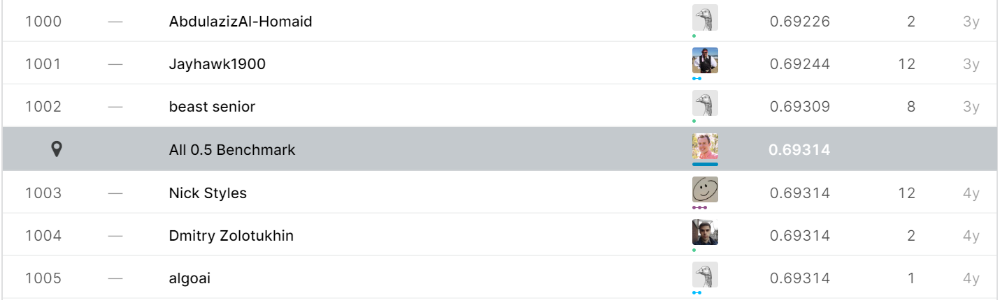 1000 — AbdulazizAl-Homaid 0.69226 2 3y
1001 — Jayhawk1900 0.69244 12 3y
1002 — beast senior 0.69309 8 3y
All 0.5 Benchmark 0.69314
1003 — Nick Styles 0.69314 12 4y
1004 — Dmitry Zolotukhin 0.69314 2 4y
1005 — algoai 0.69314 1 4y